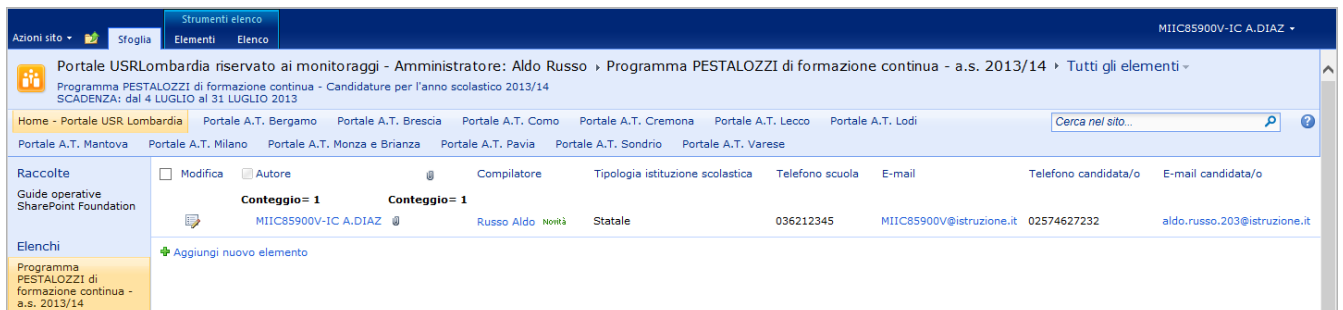 Strumenti elenco
Azioni sito Sfoglia Elementi Elenco MIIC85900V-IC A.DIAZ
Portale USRLombardia riservato ai monitoraggi - Amministratore: Aldo Russo › Programma PESTALOZZI di formazione continua - a.s. 2013/14 › Tutti gli elementi
Programma PESTALOZZI di formazione continua - Candidature per l'anno scolastico 2013/14
SCADENZA: dal 4 LUGLIO al 31 LUGLIO 2013
Home - Portale USR Lombardia Portale A.T. Bergamo Portale A.T. Brescia Portale A.T. Como Portale A.T. Cremona Portale A.T. Lecco Portale A.T. Lodi Cerca nel sito...
Portale A.T. Mantova Portale A.T. Milano Portale A.T. Monza e Brianza Portale A.T. Pavia Portale A.T. Sondrio Portale A.T. Varese
Raccolte
Guide operative
SharePoint Foundation
Elenchi
Programma
PESTALOZZI di
formazione continua -
a.s. 2013/14
Modifica Autore Compilatore Tipologia istituzione scolastica Telefono scuola E-mail Telefono candidata/o E-mail candidata/o
Conteggio= 1 Conteggio= 1
MIIC85900V-IC A.DIAZ Russo Aldo Novità Statale 036212345 MIIC85900V@istruzione.it 02574627232 aldo.russo.203@istruzione.it
Aggiungi nuovo elemento